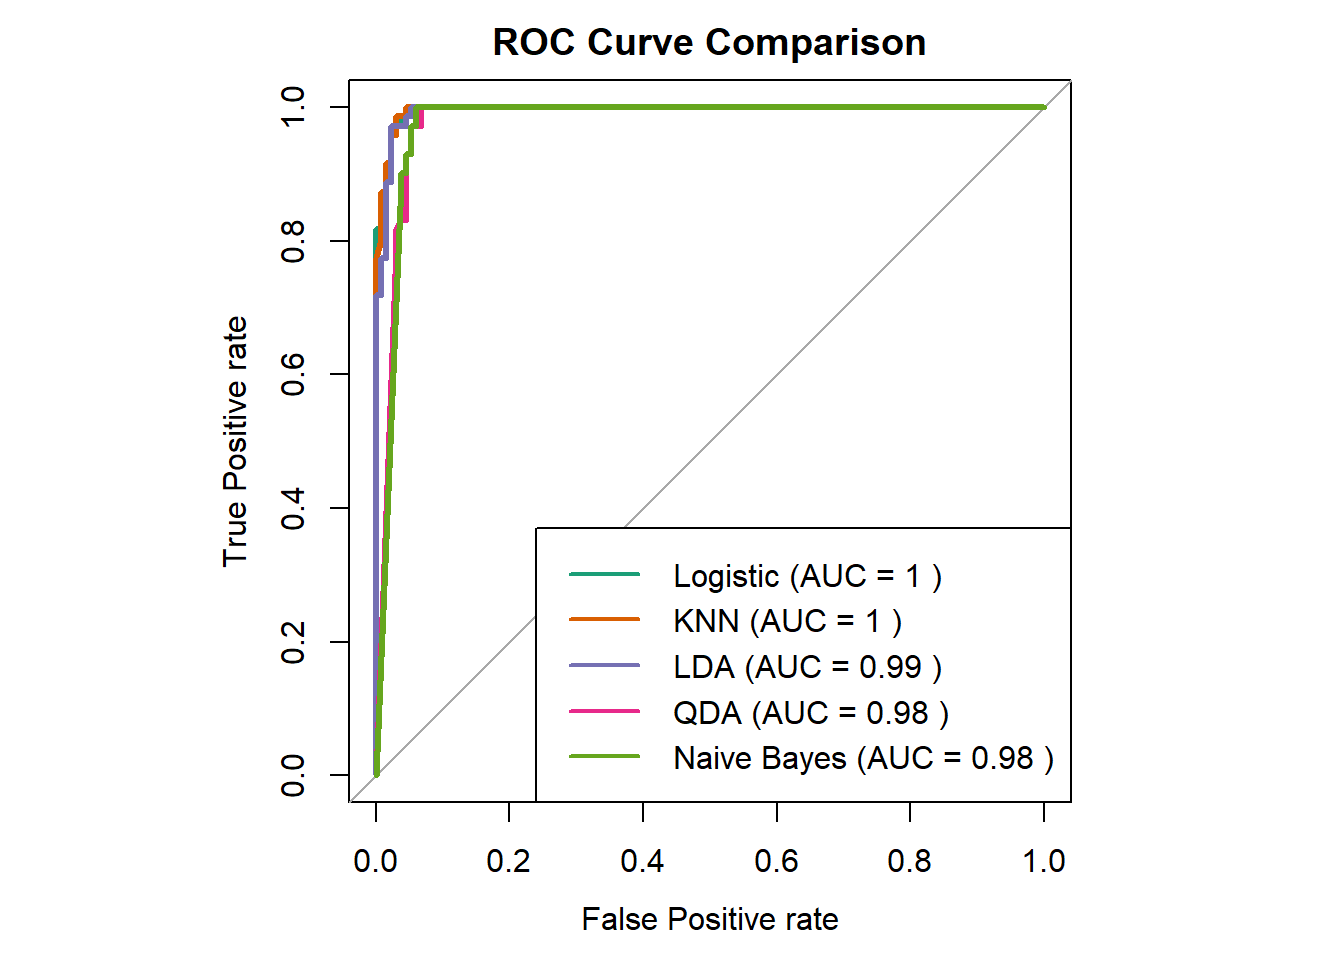 ROC Curve Comparison
True Positive rate
1.0
0.8
0.6
0.4
0.2
0.0
Logistic (AUC = 1 )
KNN (AUC = 1 )
LDA (AUC = 0.99 )
QDA (AUC = 0.98 )
Naive Bayes (AUC = 0.98 )
0.0 0.2 0.4 0.6 0.8 1.0
False Positive rate